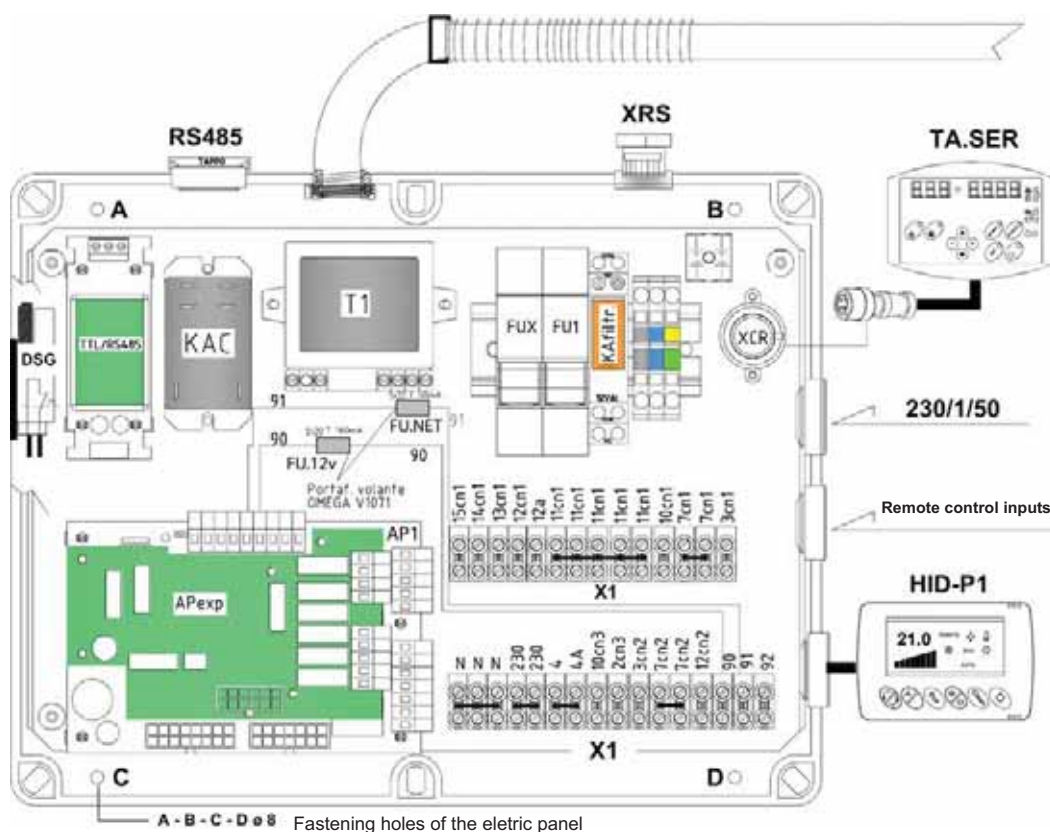 RS485
TAPPO
XRS
TA.SER
A
B
TTL/RS485
KAC
T1
FUX
FU1
KAfiltr
XCR
DSG
230/1/50
91
91
FU.NET
90
90
FU.12v
Portaf. volante
OMEGA V1071
15cn1
14cn1
13cn1
12cn1
12a
11cn1
11cn1
11cn1
11cn1
11cn1
10cn1
7cn1
7cn1
3cn1
Remote control inputs
AP1
X1
APexp
HID-P1
21.0
N
N
N
230
230
4
4A
10cn3
2cn3
3cn2
7cn2
7cn2
12cn2
90
91
92
X1
C
D
A - B - C - D ø 8 Fastening holes of the eletric panel